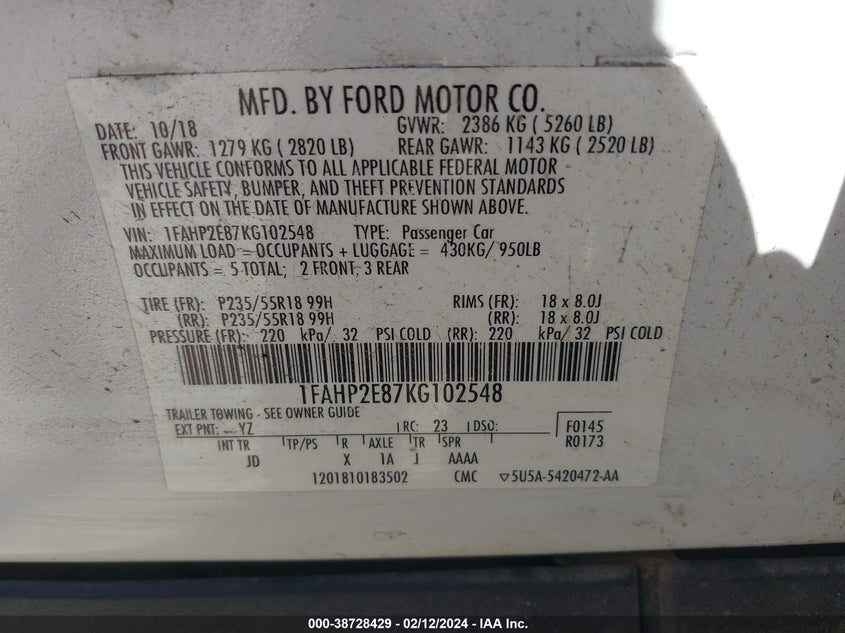 MFD. BY FORD MOTOR CO.
DATE: 10/18 GVWR: 2386 KG ( 5260 LB)
FRONT GAWR: 1279 KG ( 2820 LB) REAR GAWR: 1143 KG ( 2520 LB)
THIS VEHICLE CONFORMS TO ALL APPLICABLE FEDERAL MOTOR
VEHICLE SAFETY, BUMPER, AND THEFT PREVENTION STANDARDS
IN EFFECT ON THE DATE OF MANUFACTURE SHOWN ABOVE.
VIN: 1FAHP2E87KG102548 TYPE: Passenger Car
MAXIMUM LOAD = OCCUPANTS + LUGGAGE = 430KG/ 950LB
OCCUPANTS = 5 TOTAL; 2 FRONT, 3 REAR
TIRE (FR): P235/55R18 99H RIMS (FR): 18 x 8.0J
(RR): P235/55R18 99H (RR): 18 x 8.0J
PRESSURE (FR): 220 kPa/ 32 PSI COLD (RR): 220 kPa/ 32 PSI COLD
1FAHP2E87KG102548
TRAILER TOWING - SEE OWNER GUIDE
EXT PNT: YZ RC: 23 DSO: F0145
INT TR TP/PS R AXLE TR SPR R0173
JD X 1A J AAAA
1201810183502 CMC ▽5U5A-5420472-AA
000-38728429 - 02/12/2024 - IAA Inc.